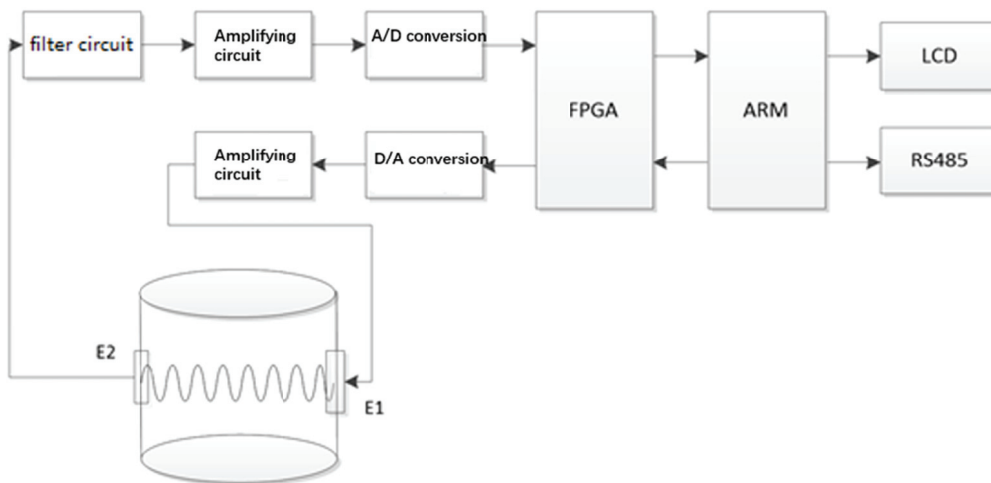 filter circuit
Amplifying
circuit
A/D conversion
FPGA
ARM
LCD
Amplifying
circuit
D/A conversion
RS485
E2
E1